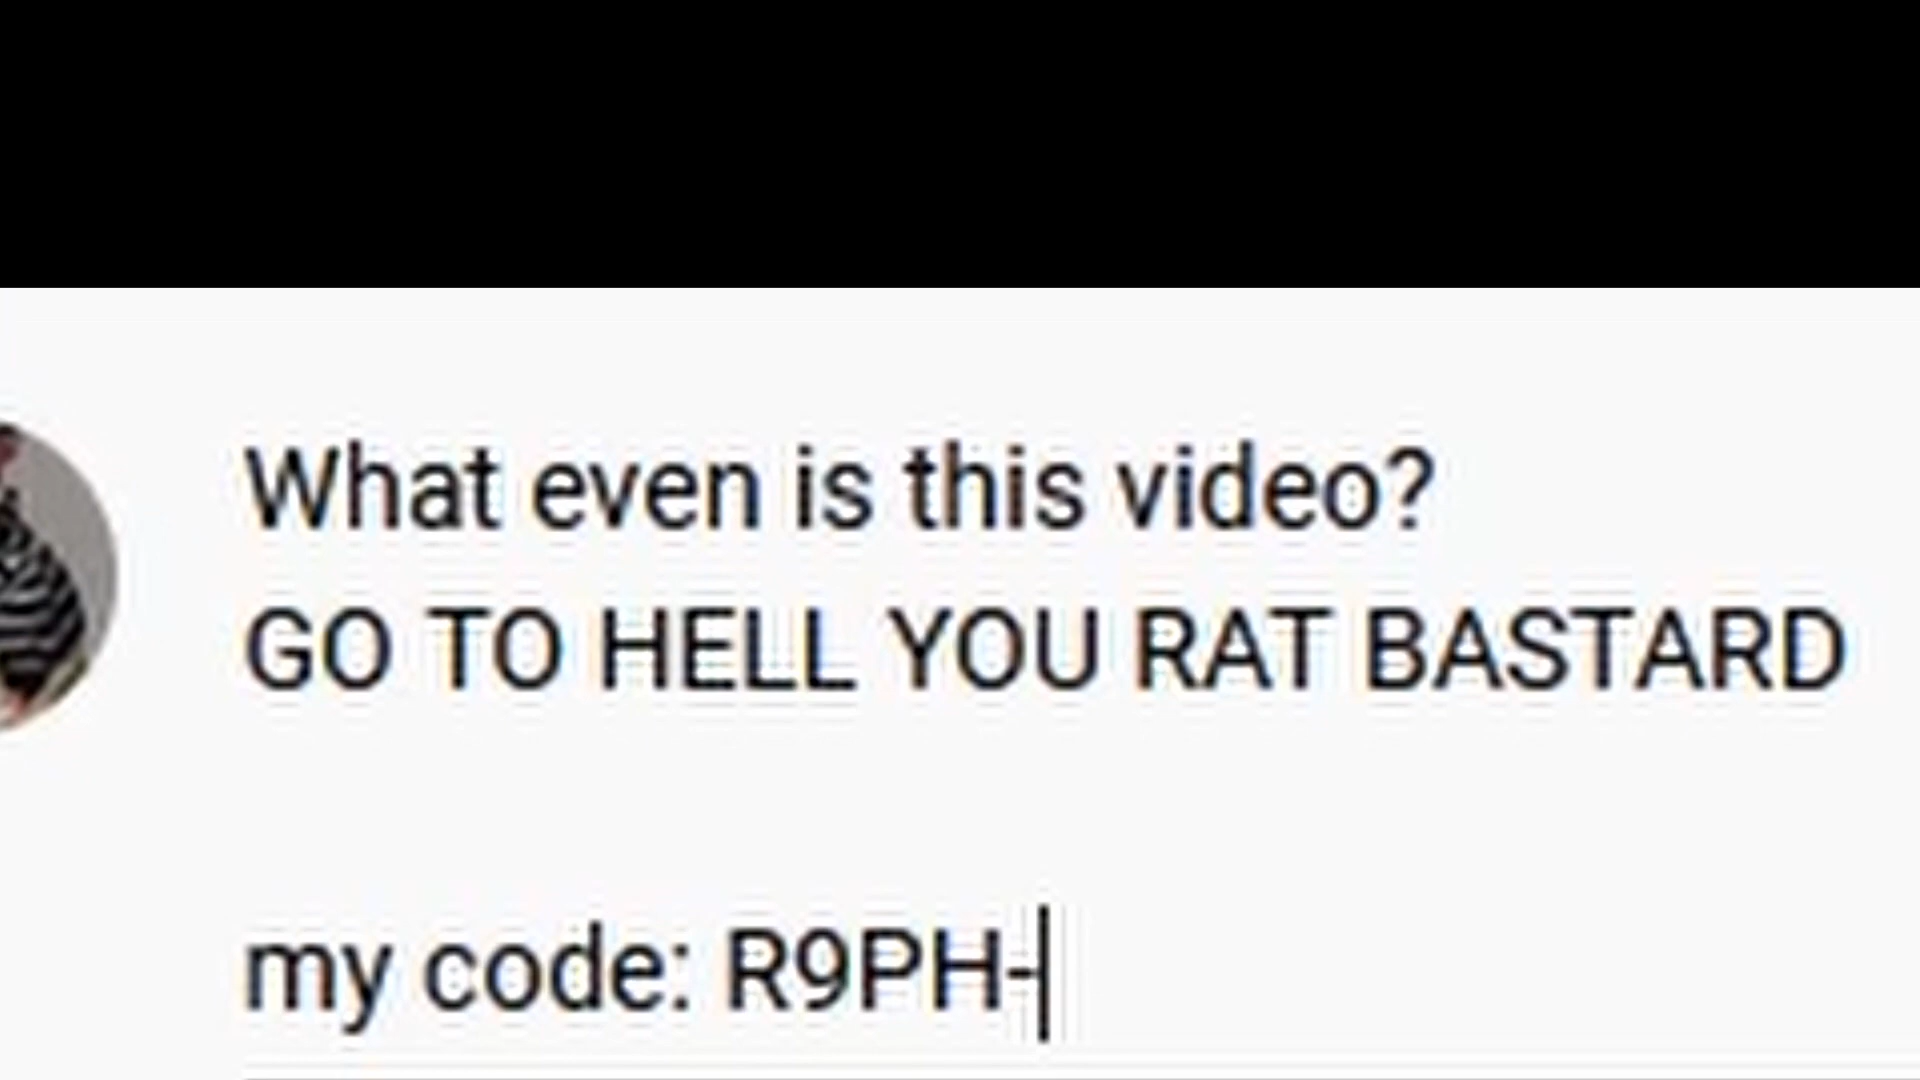 What even is this video?
GO TO HELL YOU RAT BASTARD
my code: R9PH-